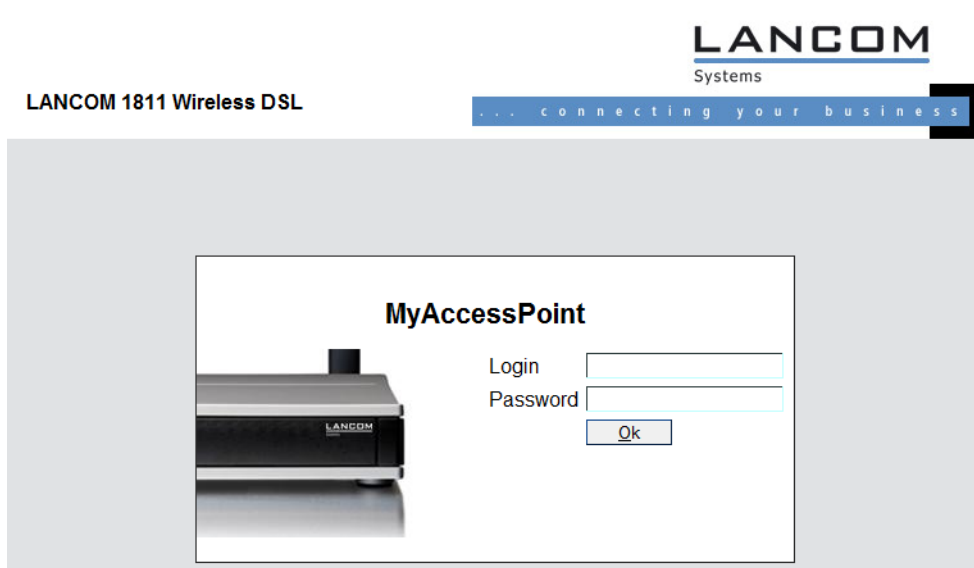 LANCOM
Systems
LANCOM 1811 Wireless DSL
... connecting your business
MyAccessPoint
Login
Password
LANCOM
Ok